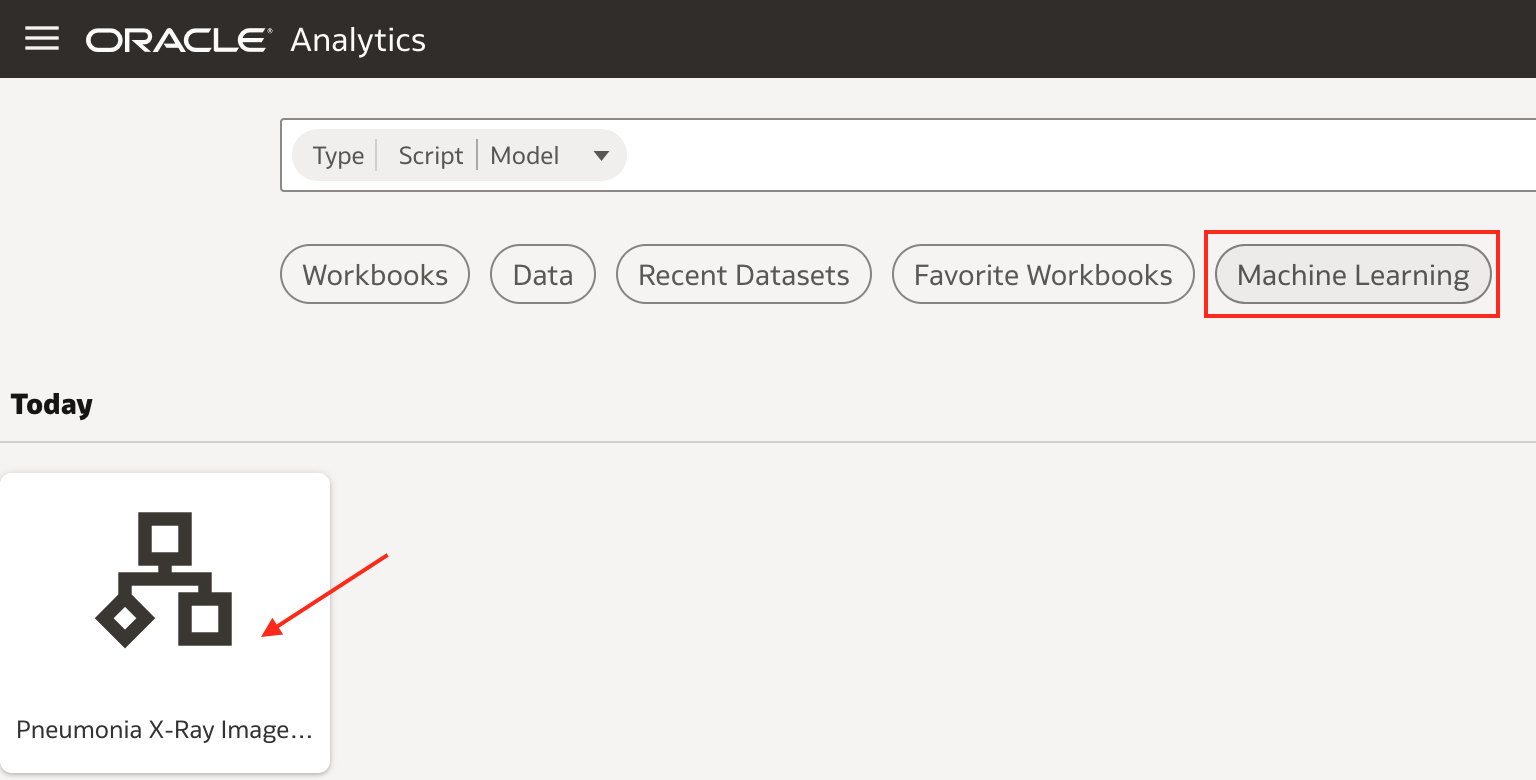 ORACLE® Analytics
Type Script Model
Workbooks Data Recent Datasets Favorite Workbooks Machine Learning
Today
Pneumonia X-Ray Image...